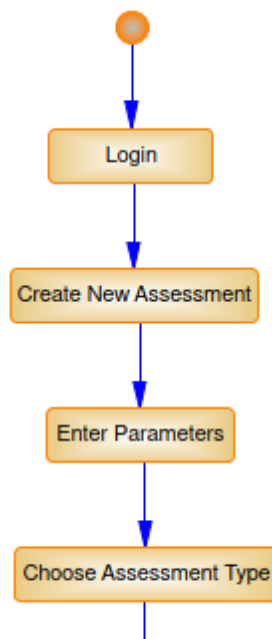 Login
Create New Assessment
Enter Parameters
Choose Assessment Type